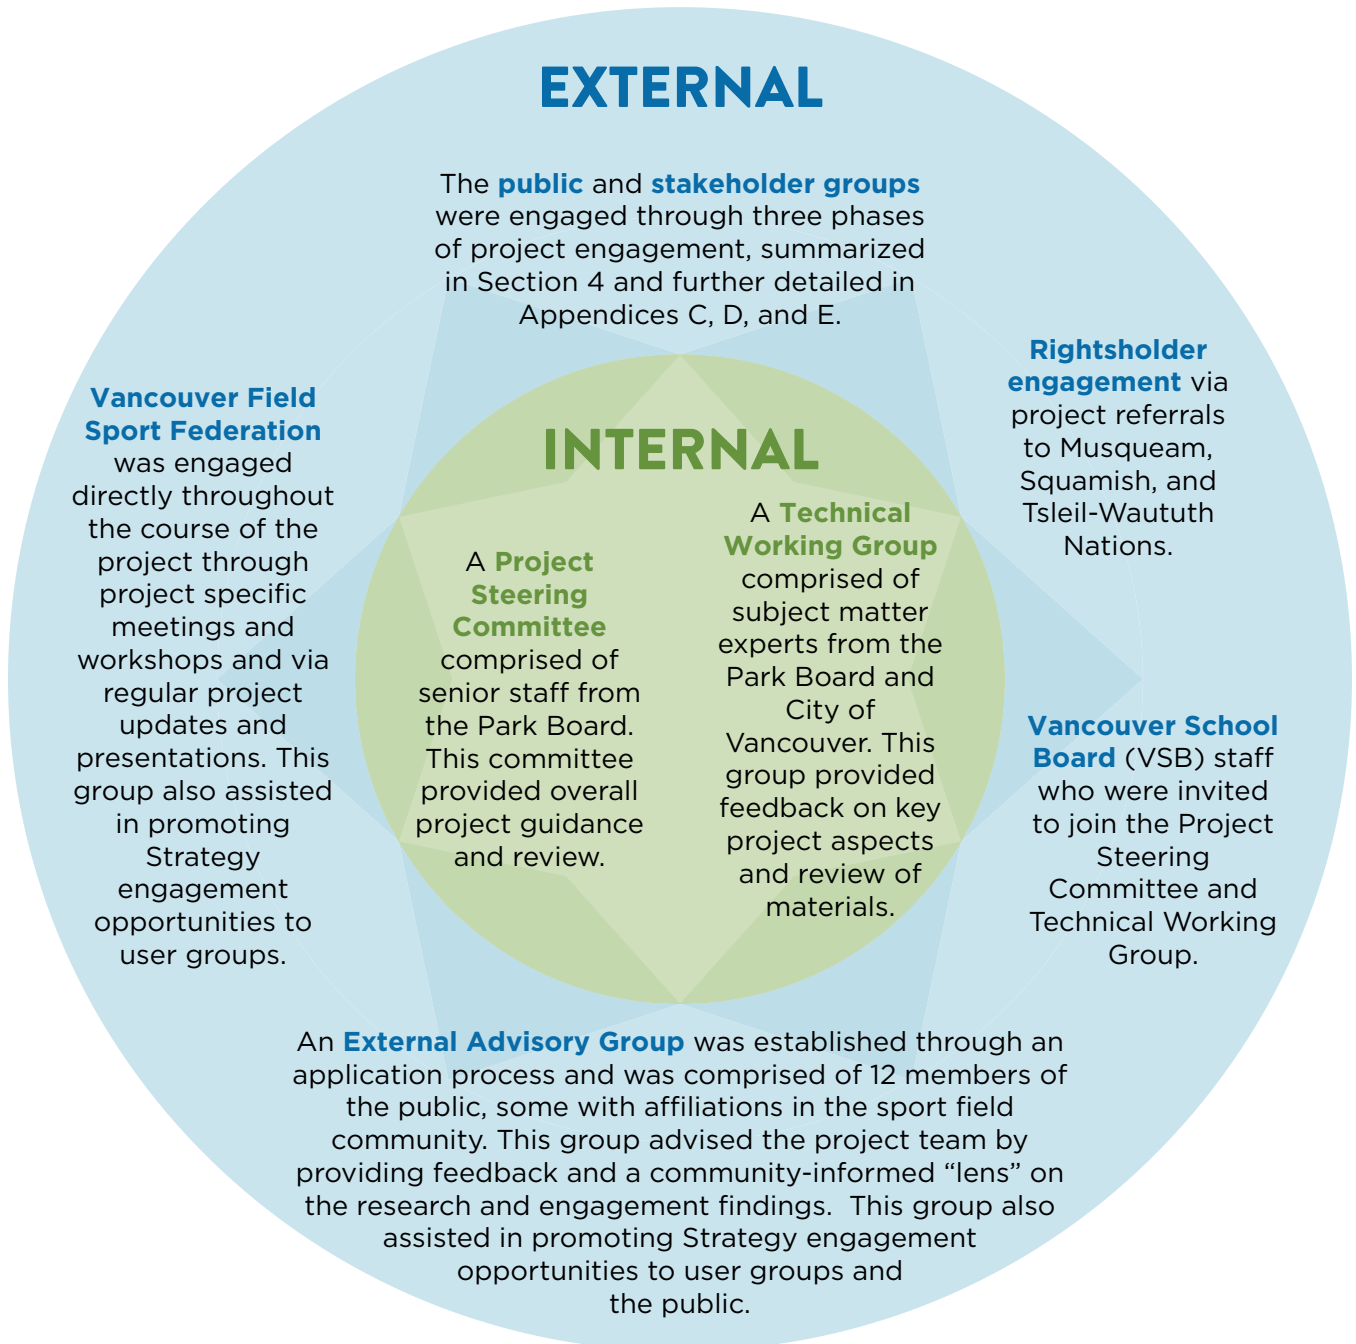 EXTERNAL
The public and stakeholder groups
were engaged through three phases
of project engagement, summarized
in Section 4 and further detailed in
Appendices C, D, and E.
Vancouver Field
Sport Federation
was engaged
directly throughout
the course of the
project through
project specific
meetings and
workshops and via
regular project
updates and
presentations. This
group also assisted
in promoting
Strategy
engagement
opportunities to
user groups.
INTERNAL
A Project
Steering
Committee
comprised of
senior staff from
the Park Board.
This committee
provided overall
project guidance
and review.
A Technical
Working Group
comprised of
subject matter
experts from the
Park Board and
City of
Vancouver. This
group provided
feedback on key
project aspects
and review of
materials.
Rightsholder
engagement via
project referrals
to Musqueam,
Squamish, and
Tsleil-Waututh
Nations.
Vancouver School
Board (VSB) staff
who were invited
to join the Project
Steering
Committee and
Technical Working
Group.
An External Advisory Group was established through an
application process and was comprised of 12 members of
the public, some with affiliations in the sport field
community. This group advised the project team by
providing feedback and a community-informed “lens” on
the research and engagement findings.  This group also
assisted in promoting Strategy engagement
opportunities to user groups and
the public.